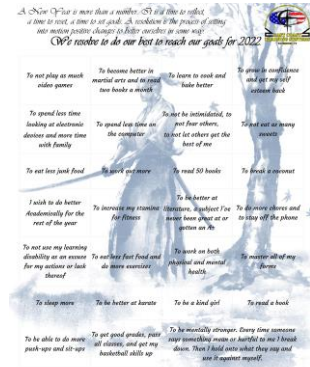 A New Year is more than a number. It is a time to reflect,
a time to reset, a time to set goals. A resolution is the process of setting
into motion positive changes to better ourselves in some way.
We resolve to do our best to reach our goals for 2022
To not play as much
video games
To become better in
martial arts and to read
two books a month
To learn to cook and
bake better
To grow in confidence
and get my self
esteem back
To spend less time
looking at electronic
devices and more time
with family
To spend less time on
the computer
To not be intimidated, to
not fear others,
to not let others get the
best of me
To not eat as many
sweets
To eat less junk food
To work out more
To read 50 books
To break a coconut
I wish to do better
Academically for the
rest of the year
To increase my stamina
for fitness
To be better at
literature, a subject I've
never been great at or
gotten an A+
To do more chores and
to stay off the phone
To not use my learning
disability as an excuse
for my actions or lack
thereof
To eat less fast food and
do more exercises
To work on both
physical and mental
health
To master all of my
forms
To sleep more
To be better at karate
To be a kind girl
To read a book
To be able to do more
push-ups and sit-ups
To get good grades, pass
all classes, and get my
basketball skills up
To be mentally stronger. Every time someone
says something mean or hurtful to me I break
down. Then I hold onto what they say and
use it against myself.